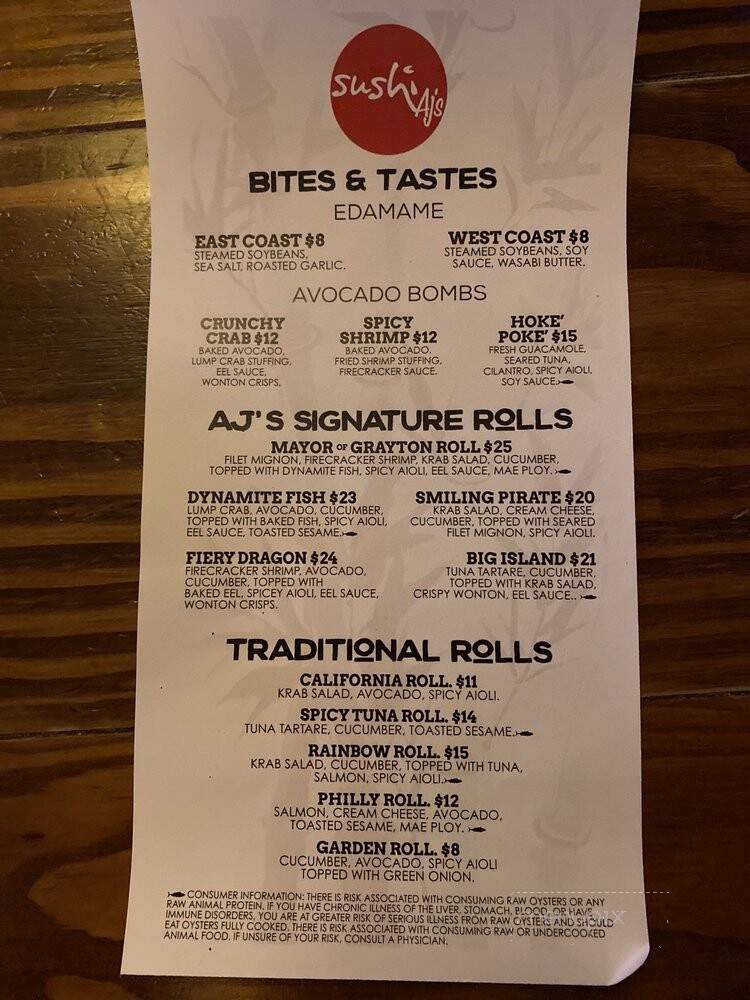 sushi
AJ's
BITES & TASTES
EDAMAME
EAST COAST $8
STEAMED SOYBEANS,
SEA SALT, ROASTED GARLIC.
WEST COAST $8
STEAMED SOYBEANS, SOY
SAUCE, WASABI BUTTER.
AVOCADO BOMBS
CRUNCHY
CRAB $12
BAKED AVOCADO,
LUMP CRAB STUFFING,
EEL SAUCE,
WONTON CRISPS.
SPICY
SHRIMP $12
BAKED AVOCADO,
FRIED SHRIMP STUFFING,
FIRECRACKER SAUCE.
HOKE'
POKE' $15
FRESH GUACAMOLE,
SEARED TUNA,
CILANTRO, SPICY AIOLI,
SOY SAUCE.
AJ'S SIGNATURE ROLLS
MAYOR OF GRAYTON ROLL $25
FILET MIGNON, FIRECRACKER SHRIMP, KRAB SALAD, CUCUMBER,
TOPPED WITH DYNAMITE FISH, SPICY AIOLI, EEL SAUCE, MAE PLOY.
DYNAMITE FISH $23
LUMP CRAB, AVOCADO, CUCUMBER,
TOPPED WITH BAKED FISH, SPICY AIOLI,
EEL SAUCE, TOASTED SESAME.
SMILING PIRATE $20
KRAB SALAD, CREAM CHEESE,
CUCUMBER, TOPPED WITH SEARED
FILET MIGNON, SPICY AIOLI.
FIERY DRAGON $24
FIRECRACKER SHRIMP, AVOCADO,
CUCUMBER, TOPPED WITH
BAKED EEL, SPICEY AIOLI, EEL SAUCE,
WONTON CRISPS.
BIG ISLAND $21
TUNA TARTARE, CUCUMBER,
TOPPED WITH KRAB SALAD,
CRISPY WONTON, EEL SAUCE..
TRADITIONAL ROLLS
CALIFORNIA ROLL. $11
KRAB SALAD, AVOCADO, SPICY AIOLI.
SPICY TUNA ROLL. $14
TUNA TARTARE, CUCUMBER, TOASTED SESAME.
RAINBOW ROLL. $15
KRAB SALAD, CUCUMBER, TOPPED WITH TUNA,
SALMON, SPICY AIOLI.
PHILLY ROLL. $12
SALMON, CREAM CHEESE, AVOCADO,
TOASTED SESAME, MAE PLOY.
GARDEN ROLL. $8
CUCUMBER, AVOCADO, SPICY AIOLI
TOPPED WITH GREEN ONION.
CONSUMER INFORMATION: THERE IS RISK ASSOCIATED WITH CONSUMING RAW OYSTERS OR ANY
RAW ANIMAL PROTEIN. IF YOU HAVE CHRONIC ILLNESS OF THE LIVER, STOMACH, BLOOD, OR HAVE
IMMUNE DISORDERS, YOU ARE AT GREATER RISK OF SERIOUS ILLNESS FROM RAW OYSTERS AND SHOULD
EAT OYSTERS FULLY COOKED. THERE IS RISK ASSOCIATED WITH CONSUMING RAW OR UNDERCOOKED
ANIMAL FOOD. IF UNSURE OF YOUR RISK, CONSULT A PHYSICIAN.